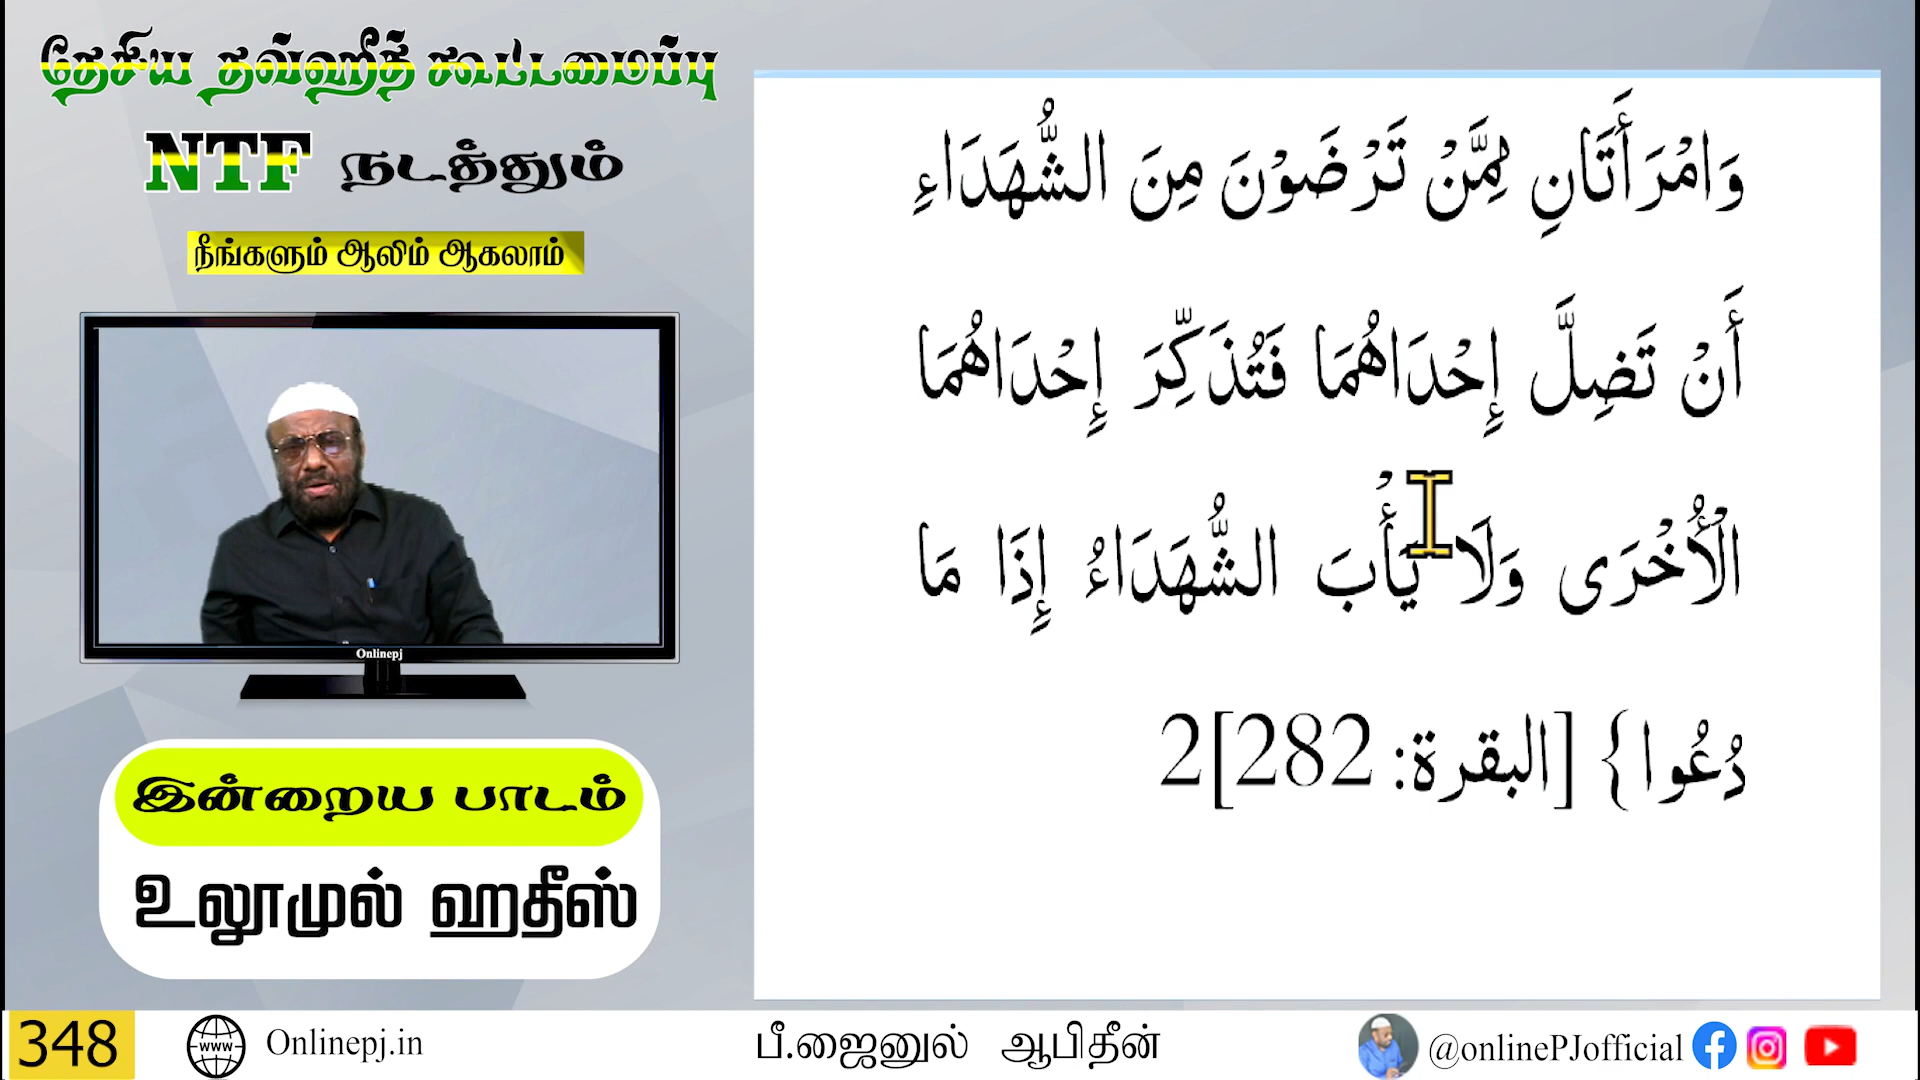 தேசிய தவ்ஹீத் கூட்டமைப்பு
NTF நடத்தும்
நீங்களும் ஆலிம் ஆகலாம்
Onlinepj
இன்றைய பாடம்
உலூமுல் ஹதீஸ்
وَامْرَأَتَانِ مِمَّنْ تَرْضَوْنَ مِنَ الشُّهَدَاءِ
أَنْ تَضِلَّ إِحْدَاهُمَا فَتُذَكِّرَ إِحْدَاهُمَا
الْأُخْرَى وَلَا يَأْبَ الشُّهَدَاءُ إِذَا مَا
دُعُوا} [البقرة: 282]2
348
www
Onlinepj.in
பீ.ஜைனுல் ஆபிதீன்
@onlinePJofficial